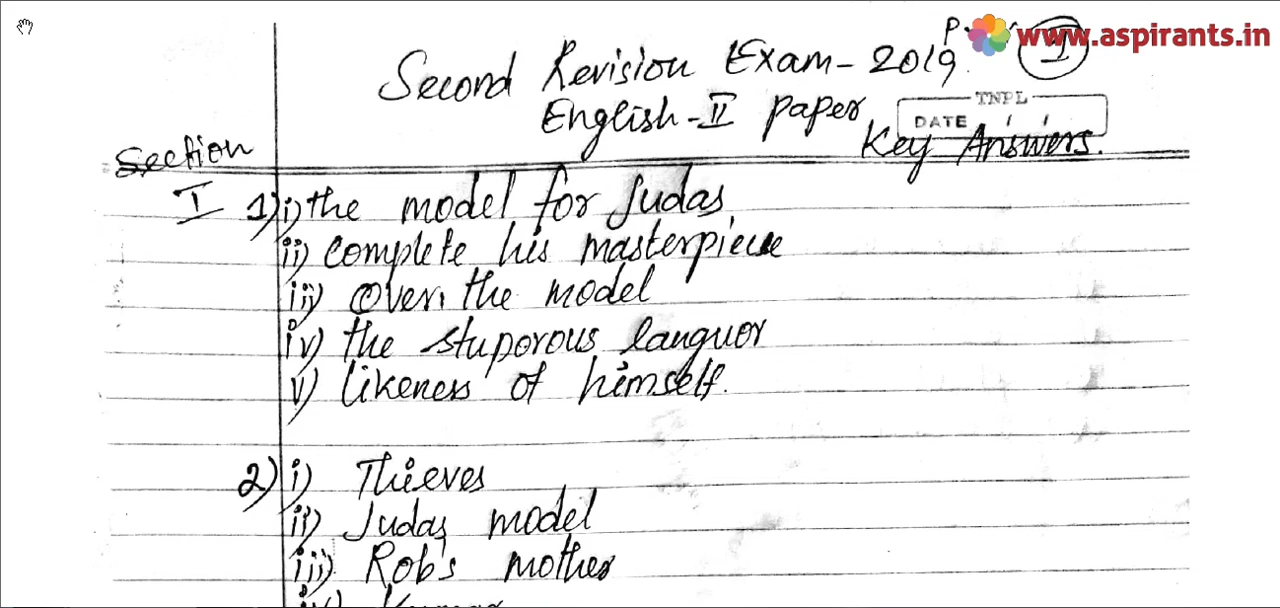 www.aspirants.in
Second Revision Exam - 2019.
I
English - II paper
TNPL
DATE / /
Key Answers.
Section
I 1) i) the model for Judas
ii) complete his masterpiece
iii) Over the model
iv) the stuporous languor
v) likeness of himself.
2) i) Thieves
ii) Judas model
iii) Rob's mother
iv) Kumar